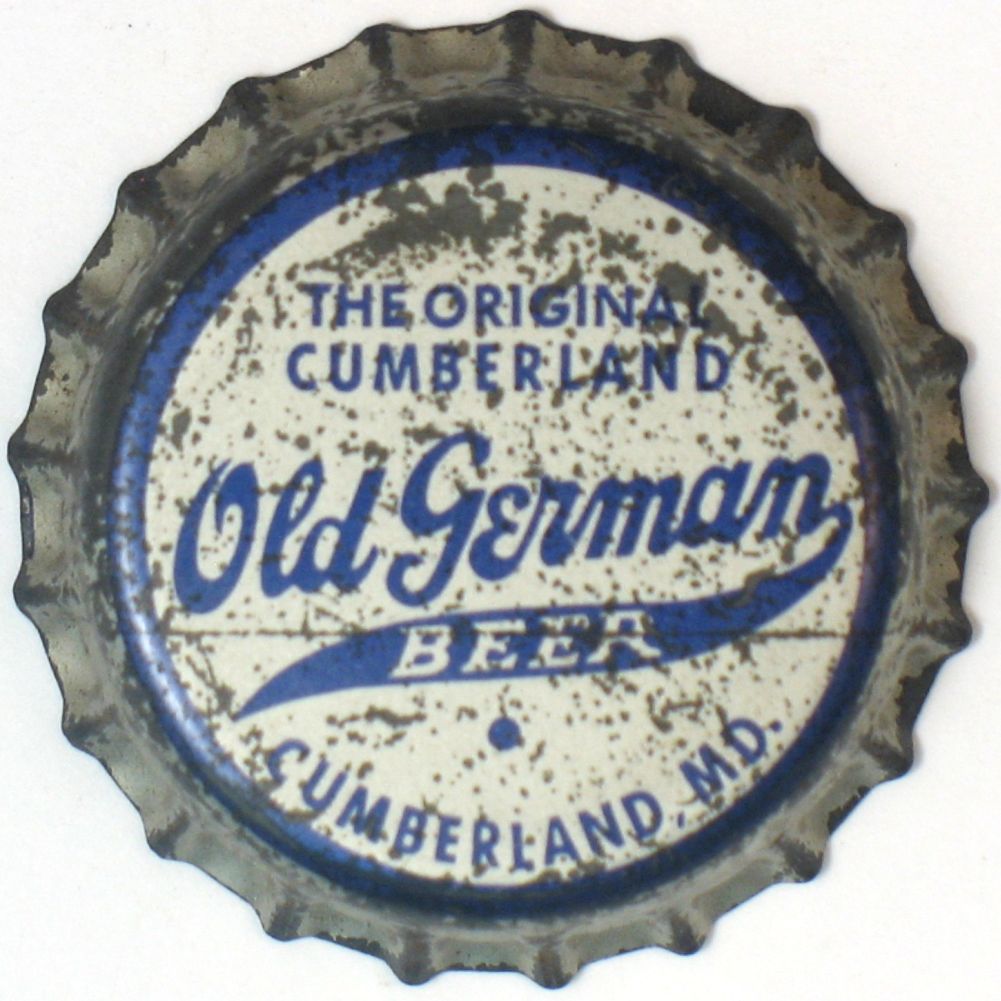 THE ORIGINAL
CUMBERLAND
Old German
BEER
CUMBERLAND, MD.